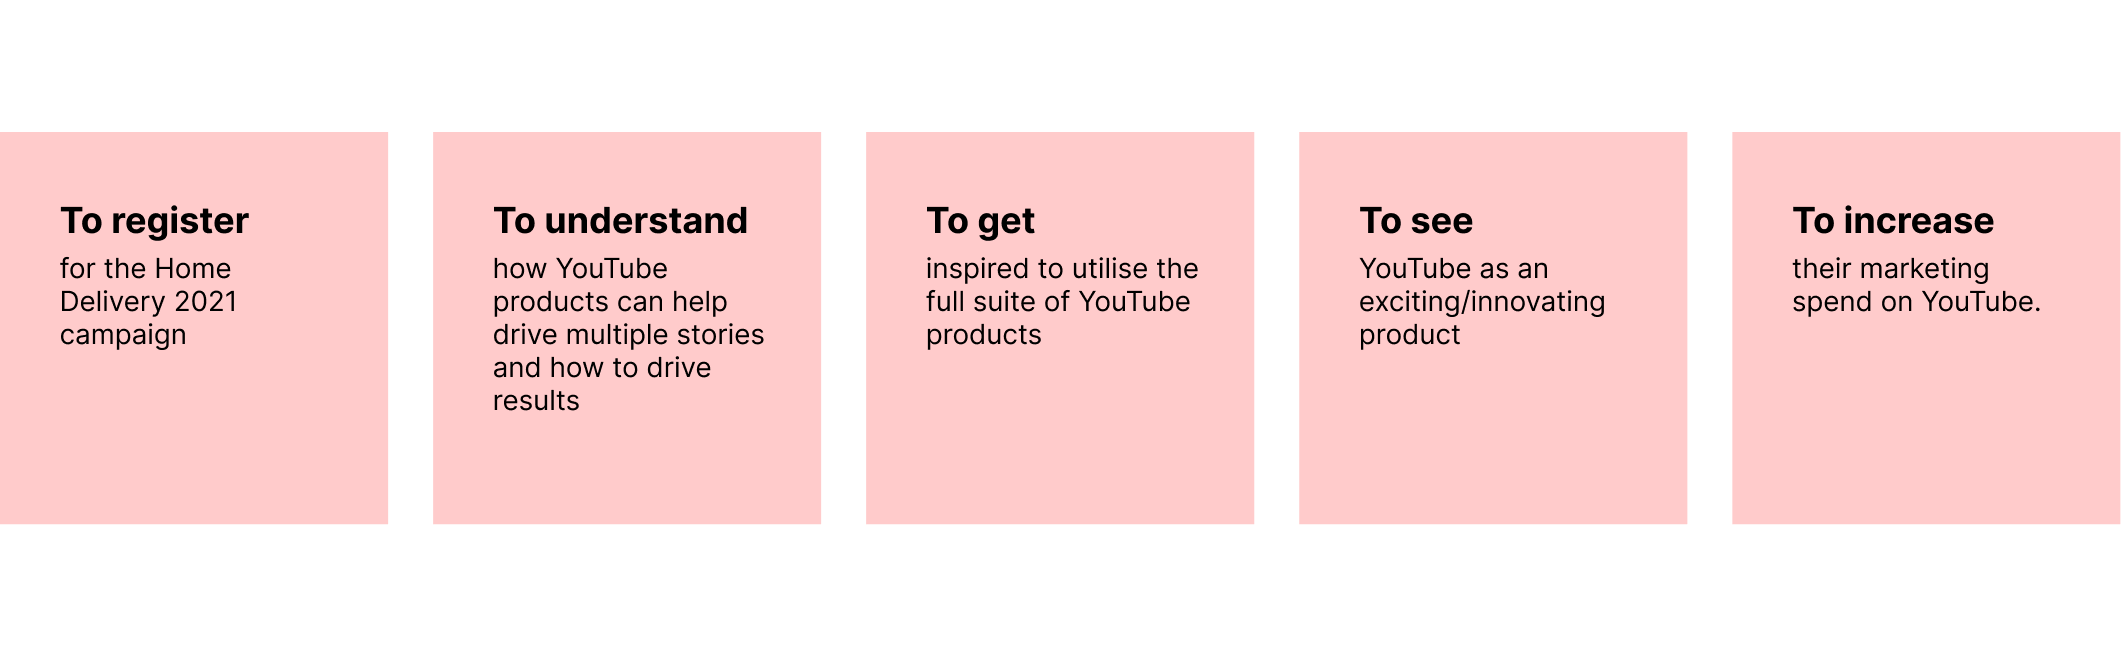 To register
for the Home
Delivery 2021
campaign
To understand
how YouTube
products can help
drive multiple stories
and how to drive
results
To get
inspired to utilise the
full suite of YouTube
products
To see
YouTube as an
exciting/innovating
product
To increase
their marketing
spend on YouTube.